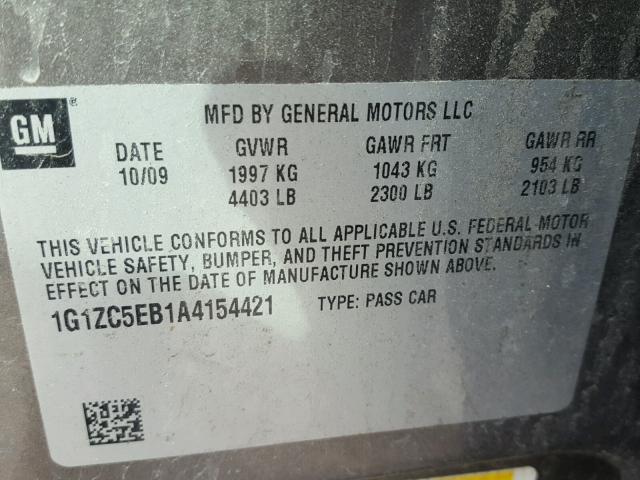 GM
MFD BY GENERAL MOTORS LLC
DATE GVWR GAWR FRT GAWR RR
10/09 1997 KG 1043 KG 954 KG
4403 LB 2300 LB 2103 LB
THIS VEHICLE CONFORMS TO ALL APPLICABLE U.S. FEDERAL MOTOR
VEHICLE SAFETY, BUMPER, AND THEFT PREVENTION STANDARDS IN
EFFECT ON THE DATE OF MANUFACTURE SHOWN ABOVE.
1G1ZC5EB1A4154421 TYPE: PASS CAR